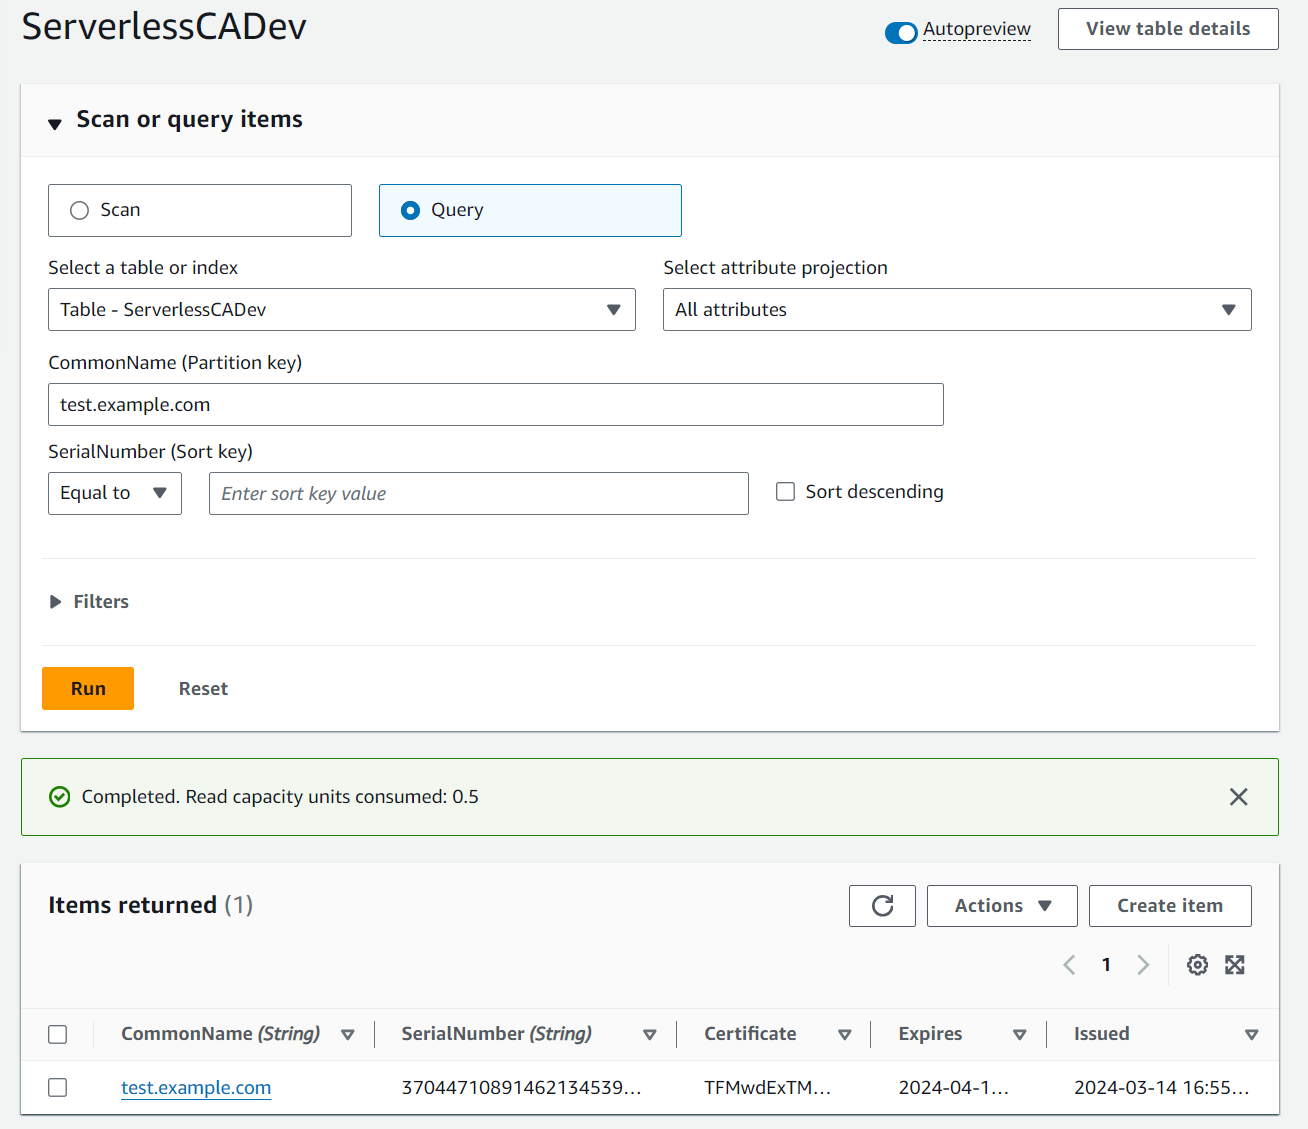 ServerlessCADev
Autopreview
View table details
Scan or query items
Scan
Query
Select a table or index
Select attribute projection
Table - ServerlessCADev
All attributes
CommonName (Partition key)
test.example.com
SerialNumber (Sort key)
Equal to
Enter sort key value
Sort descending
Filters
Run
Reset
Completed. Read capacity units consumed: 0.5
Items returned (1)
Actions
Create item
1
CommonName (String)
SerialNumber (String)
Certificate
Expires
Issued
test.example.com
37044710891462134539...
TFMwdExTM...
2024-04-1...
2024-03-14 16:55...